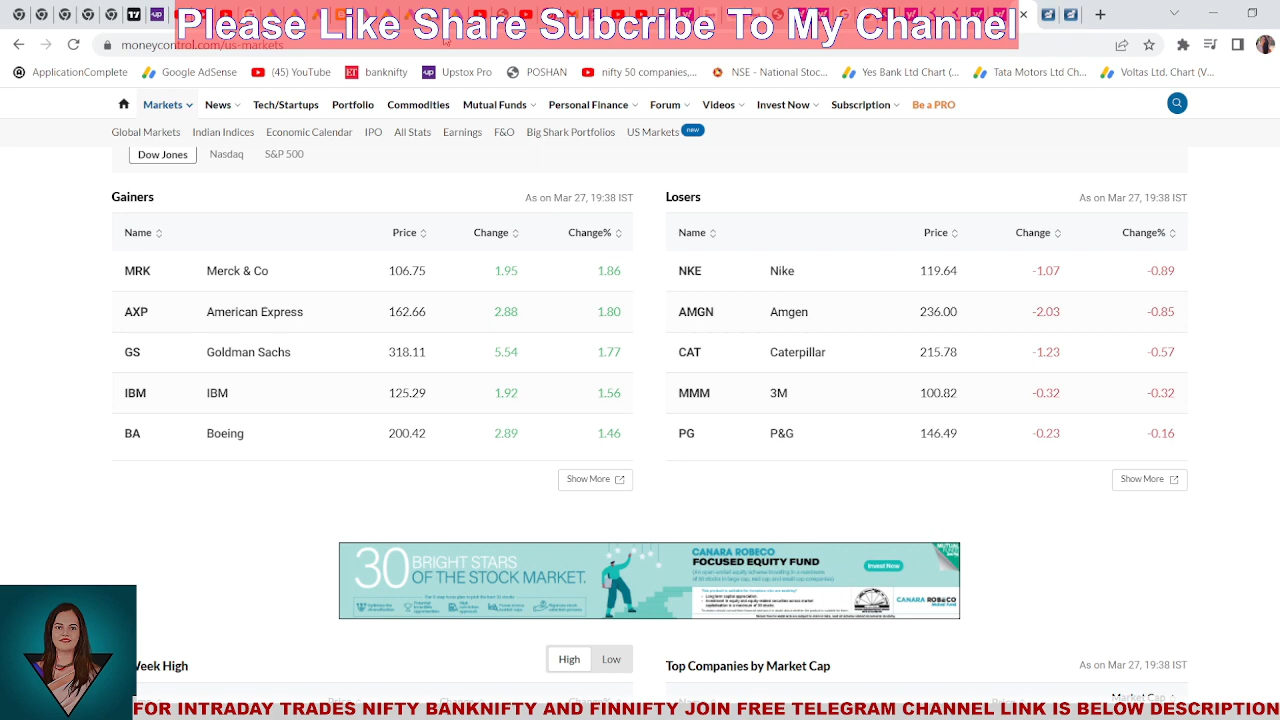 Please Like Share Subcribe To My Channel
moneycontrol.com/us-markets
ApplicationComplete Google AdSense (45) YouTube banknifty Upstox Pro POSHAN nifty 50 companies,... NSE - National Stoc... Yes Bank Ltd Chart (... Tata Motors Ltd Ch... Voltas Ltd. Chart (V...
Markets News Tech/Startups Portfolio Commodities Mutual Funds Personal Finance Forum Videos Invest Now Subscription Be a PRO
Global Markets Indian Indices Economic Calendar IPO All Stats Earnings F&O Big Shark Portfolios US Markets new
Dow Jones Nasdaq S&P 500
Gainers As on Mar 27, 19:38 IST
Name Price Change Change%
MRK Merck & Co 106.75 1.95 1.86
AXP American Express 162.66 2.88 1.80
GS Goldman Sachs 318.11 5.54 1.77
IBM IBM 125.29 1.92 1.56
BA Boeing 200.42 2.89 1.46
Show More
Losers As on Mar 27, 19:38 IST
Name Price Change Change%
NKE Nike 119.64 -1.07 -0.89
AMGN Amgen 236.00 -2.03 -0.85
CAT Caterpillar 215.78 -1.23 -0.57
MMM 3M 100.82 -0.32 -0.32
PG P&G 146.49 -0.23 -0.16
Show More
30 BRIGHT STARS
OF THE STOCK MARKET.
CANARA ROBECO
FOCUSED EQUITY FUND
Invest Now
CANARA ROBECO
Mutual Fund
Week High High Low
Top Companies by Market Cap As on Mar 27, 19:38 IST
Market Cap
FOR INTRADAY TRADES NIFTY, BANKNIFTY AND FINNIFTY JOIN FREE TELEGRAM CHANNEL LINK IS BELOW DESCRIPTION